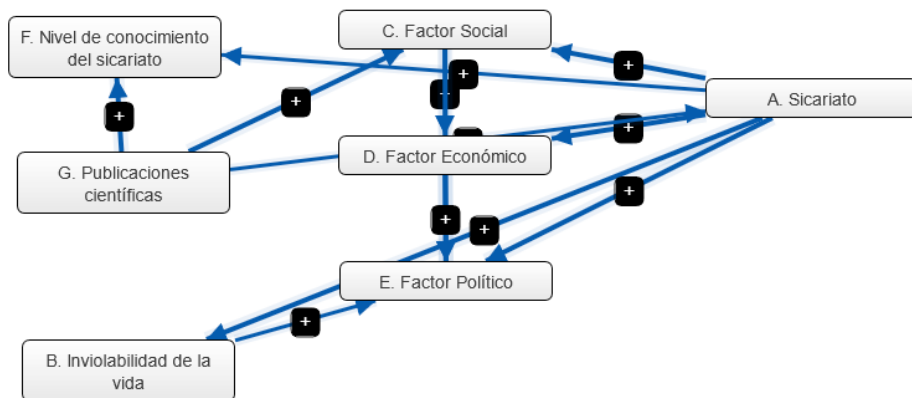 F. Nivel de conocimiento
del sicariato
C. Factor Social
A. Sicariato
+
+
+
+
+
D. Factor Económico
+
G. Publicaciones
científicas
+
+
+
E. Factor Político
+
B. Inviolabilidad de la
vida